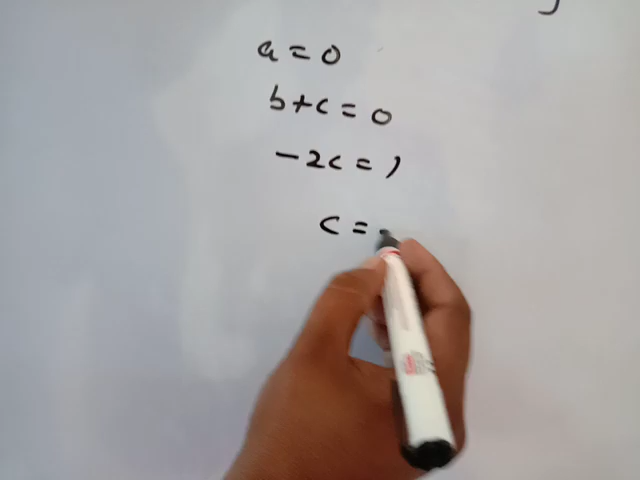 a = 0
b + c = 0
- 2c = 1
c = -